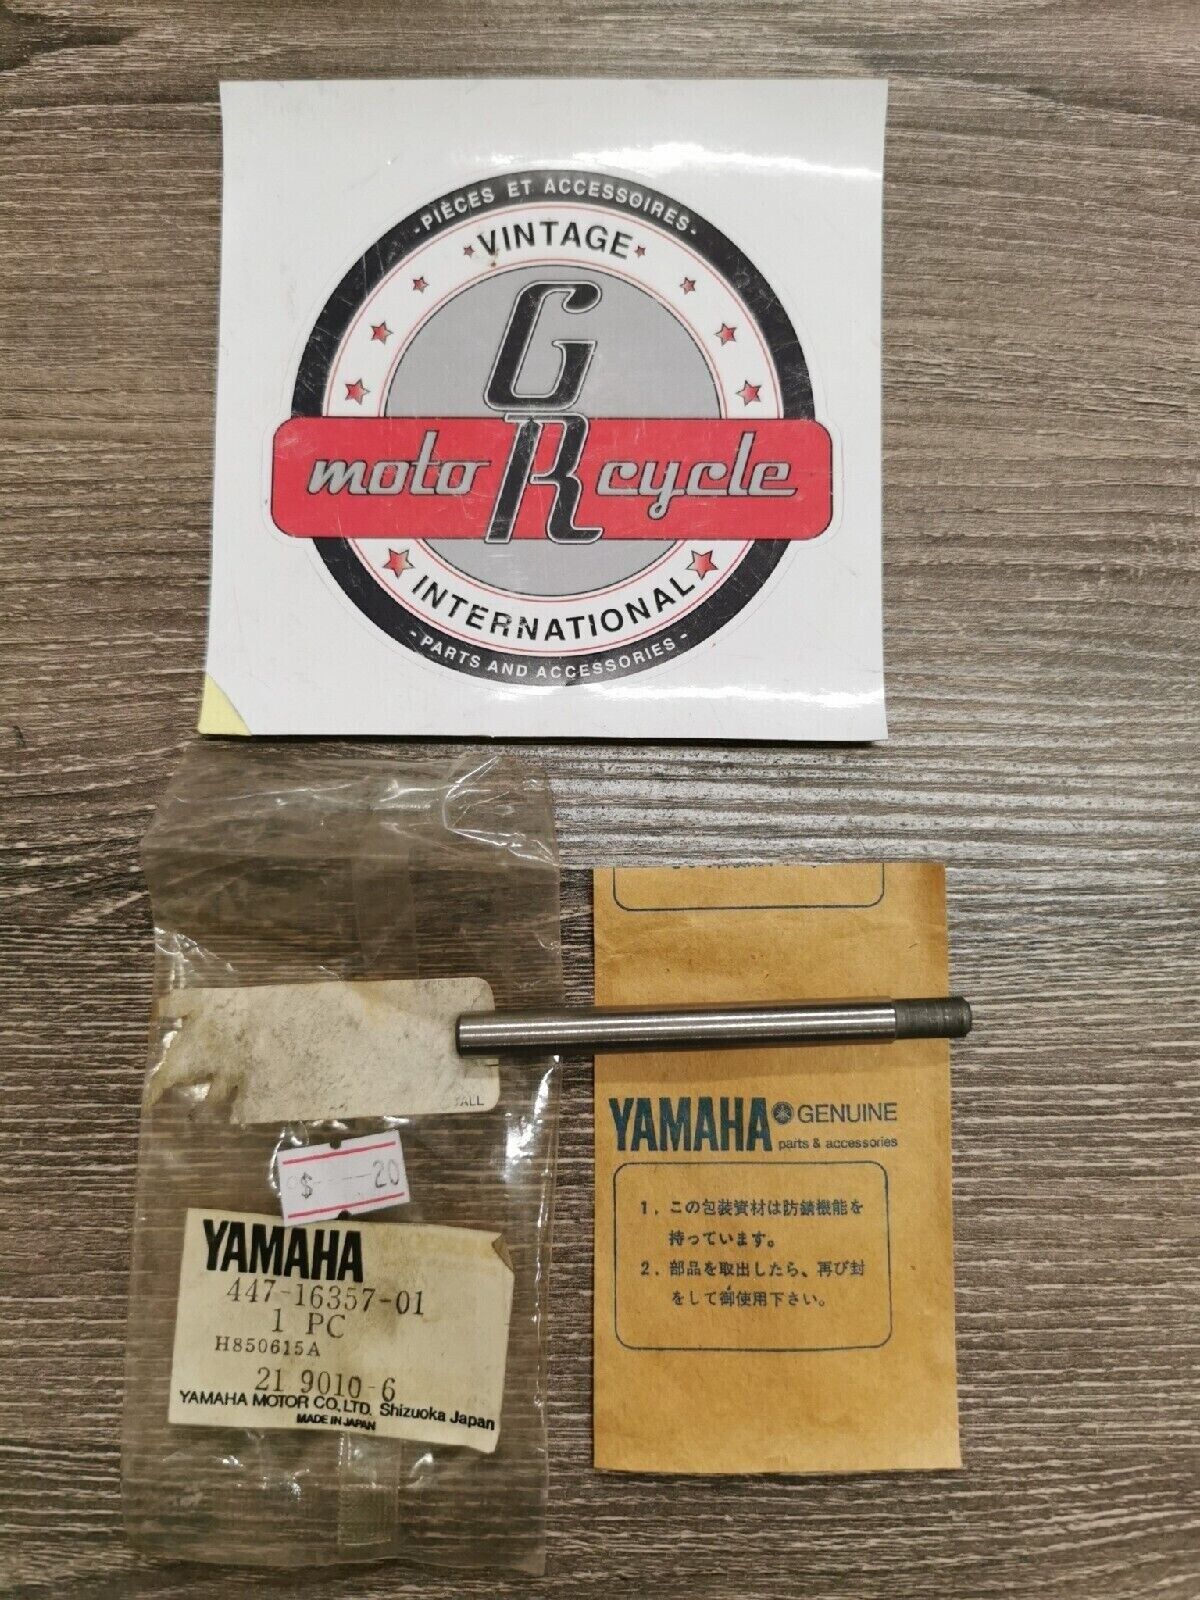 -PIÈCES ET ACCESSOIRES-
VINTAGE
GR
moto cycle
INTERNATIONAL
-PARTS AND ACCESSORIES-
$ ---20
YAMAHA
447-16357-01
1 PC
H850615A
21 9010-6
YAMAHA MOTOR CO.,LTD. Shizuoka Japan
MADE IN JAPAN
YAMAHA GENUINE
parts & accessories
1. この包装資材は防錆機能を
持っています。
2. 部品を取出したら、再び封
をして御使用下さい。